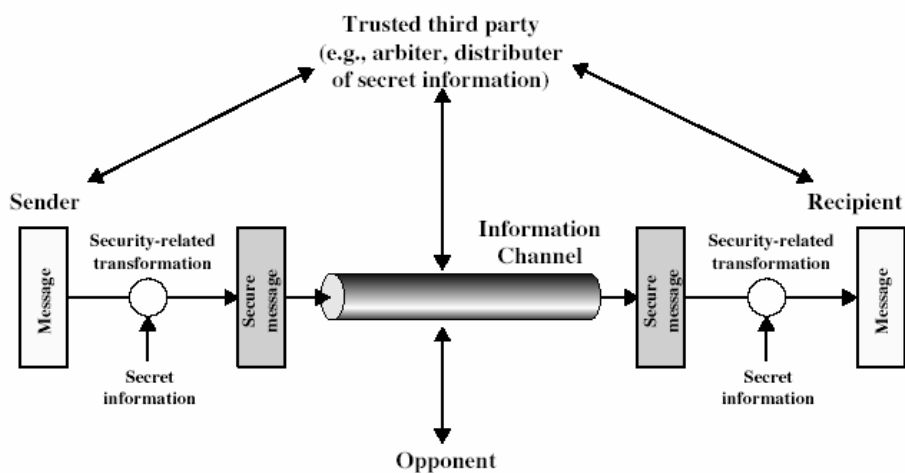 Trusted third party
(e.g., arbiter, distributer
of secret information)
Sender
Recipient
Information
Channel
Security-related
transformation
Security-related
transformation
Message
Secure
message
Secure
message
Message
Secret
information
Secret
information
Opponent